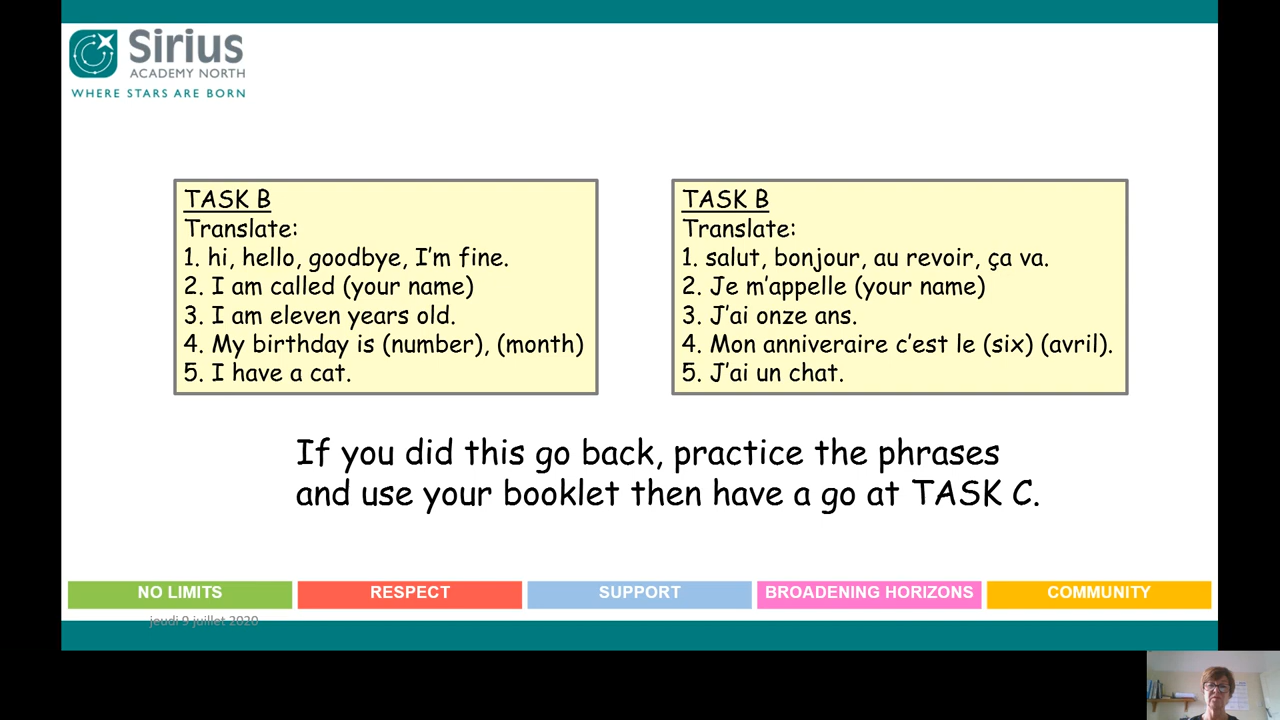 Sirius
ACADEMY NORTH
WHERE STARS ARE BORN
TASK B
Translate:
1. hi, hello, goodbye, I'm fine.
2. I am called (your name)
3. I am eleven years old.
4. My birthday is (number), (month)
5. I have a cat.
TASK B
Translate:
1. salut, bonjour, au revoir, ça va.
2. Je m'appelle (your name)
3. J'ai onze ans.
4. Mon anniveraire c'est le (six) (avril).
5. J'ai un chat.
If you did this go back, practice the phrases
and use your booklet then have a go at TASK C.
NO LIMITS
RESPECT
SUPPORT
BROADENING HORIZONS
COMMUNITY
jeudi 9 juillet 2020